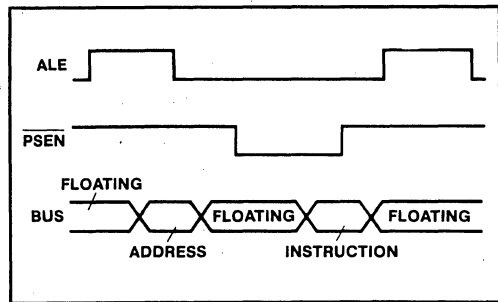 ALE
PSEN
FLOATING
BUS
FLOATING
FLOATING
ADDRESS
INSTRUCTION